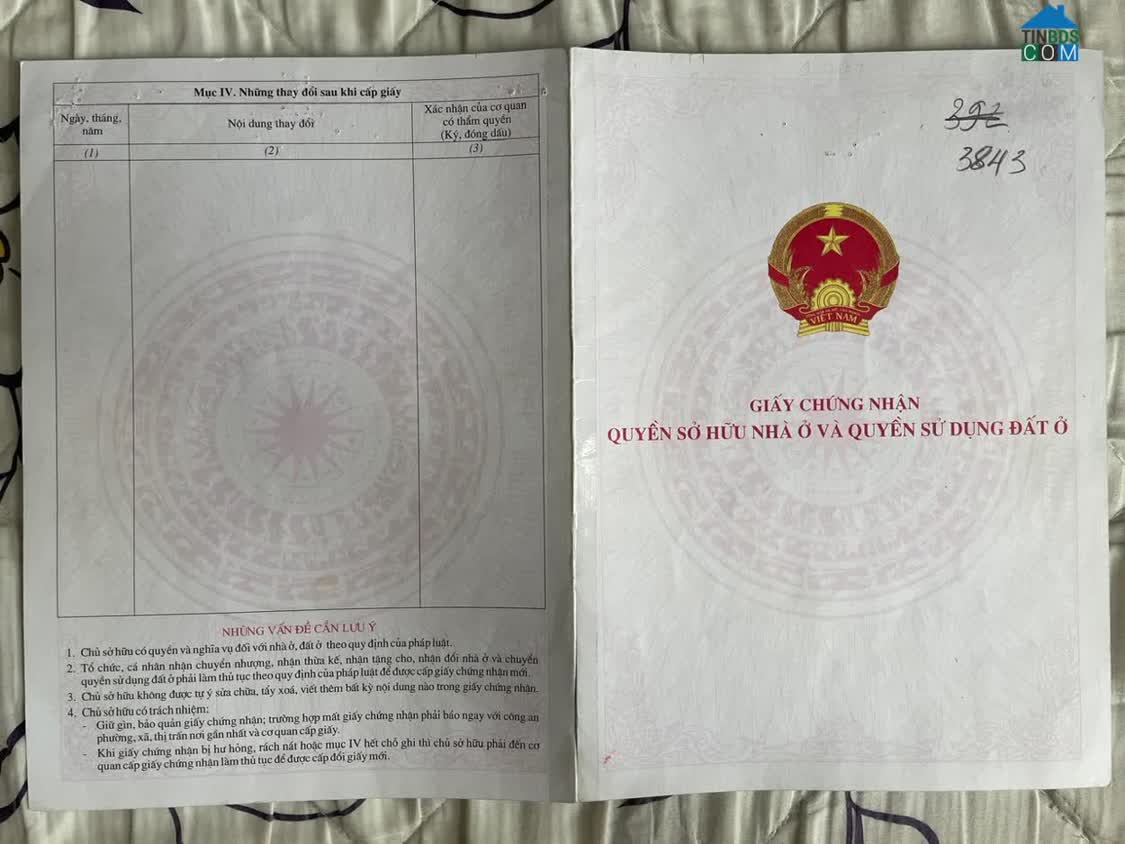 TINBDS
COM
Mục IV. Những thay đổi sau khi cấp giấy
Ngày, tháng, năm
Nội dung thay đổi
Xác nhận của cơ quan
có thẩm quyền
(Ký, đóng dấu)
(1)
(2)
(3)
NHỮNG VẤN ĐỀ CẦN LƯU Ý
1. Chủ sở hữu có quyền và nghĩa vụ đối với nhà ở, đất ở theo quy định của pháp luật.
2. Tổ chức, cá nhân nhận chuyển nhượng, nhận thừa kế, nhận tặng cho, nhận đổi nhà ở và chuyển
quyền sử dụng đất ở phải làm thủ tục theo quy định của pháp luật để được cấp giấy chứng nhận mới.
3. Chủ sở hữu không được tự ý sửa chữa, tẩy xoá, viết thêm bất kỳ nội dung nào trong giấy chứng nhận.
4. Chủ sở hữu có trách nhiệm:
- Giữ gìn, bảo quản giấy chứng nhận; trường hợp mất giấy chứng nhận phải báo ngay với công an
phường, xã, thị trấn nơi gần nhất và cơ quan cấp giấy.
- Khi giấy chứng nhận bị hư hỏng, rách nát hoặc mục IV hết chỗ ghi thì chủ sở hữu phải đến cơ
quan cấp giấy chứng nhận làm thủ tục để được cấp đổi giấy mới.
3843
VIỆT NAM
GIẤY CHỨNG NHẬN
QUYỀN SỞ HỮU NHÀ Ở VÀ QUYỀN SỬ DỤNG ĐẤT Ở